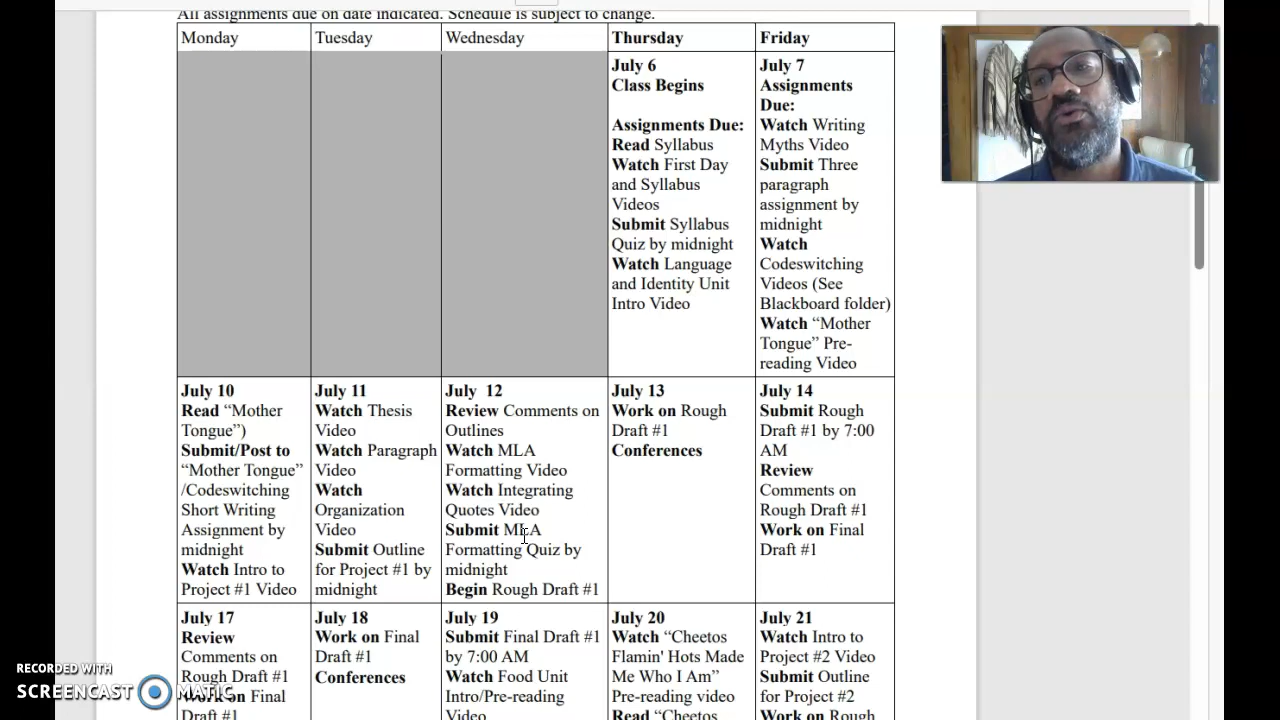 All assignments due on date indicated. Schedule is subject to change.
Monday
Tuesday
Wednesday
Thursday
Friday
July 6
Class Begins
Assignments Due:
Read Syllabus
Watch First Day
and Syllabus
Videos
Submit Syllabus
Quiz by midnight
Watch Language
and Identity Unit
Intro Video
July 7
Assignments
Due:
Watch Writing
Myths Video
Submit Three
paragraph
assignment by
midnight
Watch
Codeswitching
Videos (See
Blackboard folder)
Watch “Mother
Tongue” Pre-
reading Video
July 10
Read “Mother
Tongue”)
Submit/Post to
“Mother Tongue”
/Codeswitching
Short Writing
Assignment by
midnight
Watch Intro to
Project #1 Video
July 11
Watch Thesis
Video
Watch Paragraph
Video
Watch
Organization
Video
Submit Outline
for Project #1 by
midnight
July 12
Review Comments on
Outlines
Watch MLA
Formatting Video
Watch Integrating
Quotes Video
Submit MLA
Formatting Quiz by
midnight
Begin Rough Draft #1
July 13
Work on Rough
Draft #1
Conferences
July 14
Submit Rough
Draft #1 by 7:00
AM
Review
Comments on
Rough Draft #1
Work on Final
Draft #1
July 17
Review
Comments on
Rough Draft #1
Work on Final
Draft #1
July 18
Work on Final
Draft #1
Conferences
July 19
Submit Final Draft #1
by 7:00 AM
Watch Food Unit
Intro/Pre-reading
Video
July 20
Watch “Cheetos
Flamin' Hots Made
Me Who I Am”
Pre-reading video
Read “Cheetos
July 21
Watch Intro to
Project #2 Video
Submit Outline
for Project #2
Work on Rough
RECORDED WITH
SCREENCAST MATIC